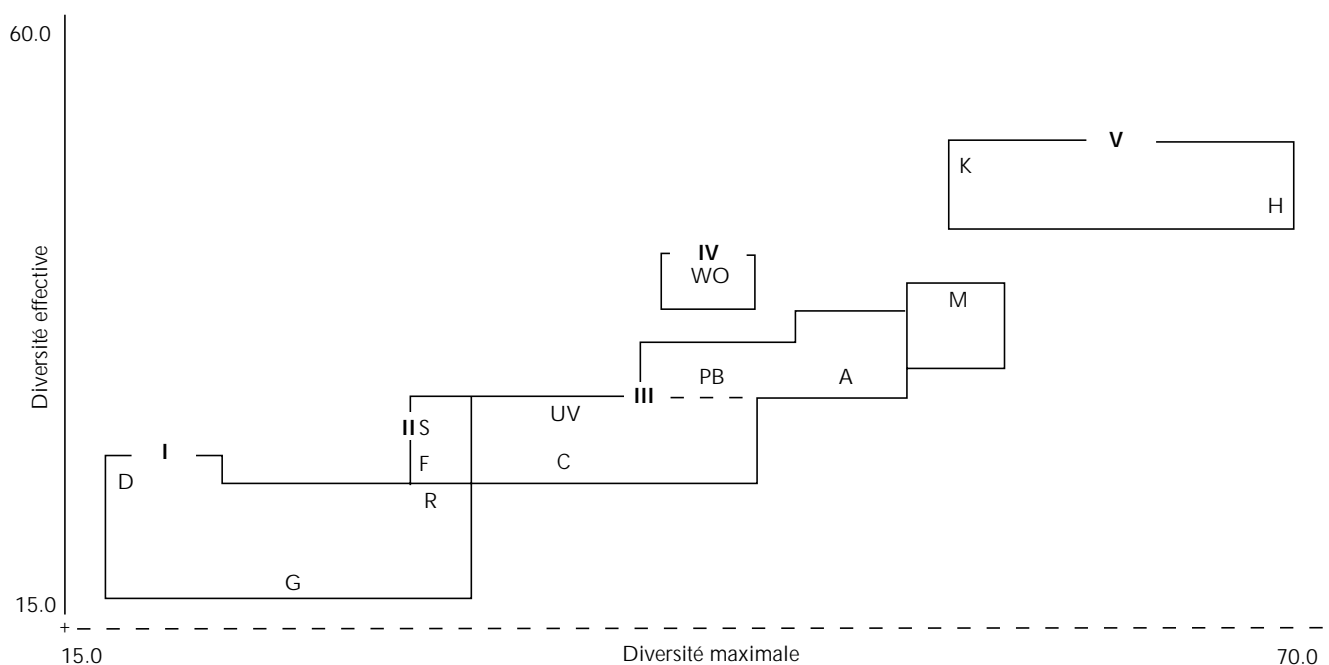 60.0
V
K
H
Diversité effective
IV
WO
M
PB
A
III
UV
II S
I
F
C
D
R
G
15.0
+
15.0
Diversité maximale
70.0